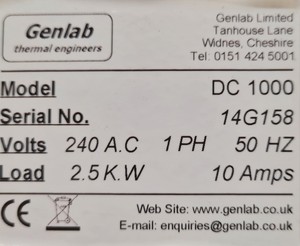 Genlab
thermal engineers
Genlab Limited
Tanhouse Lane
Widnes, Cheshire
Tel: 0151 424 5001
Model DC 1000
Serial No. 14G158
Volts 240 A.C 1 PH 50 HZ
Load 2.5 K.W 10 Amps
CE
Web Site: www.genlab.co.uk
E-mail: enquiries@genlab.co.uk